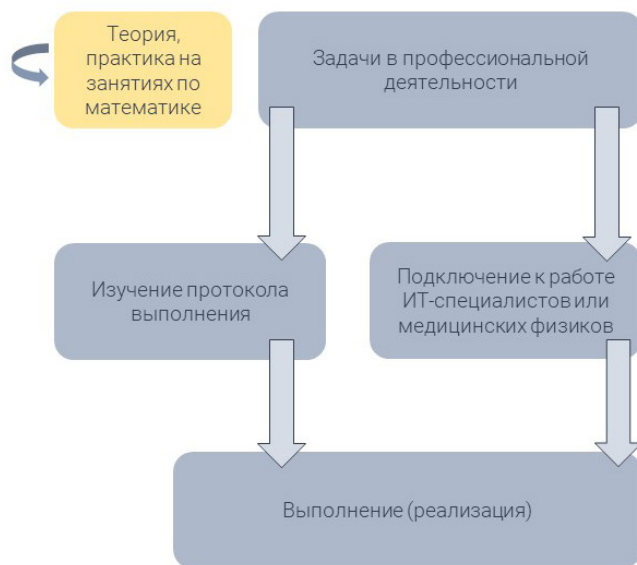 Теория,
практика на
занятиях по
математике
Задачи в профессиональной
деятельности
Изучение протокола
выполнения
Подключение к работе
ИТ-специалистов или
медицинских физиков
Выполнение (реализация)